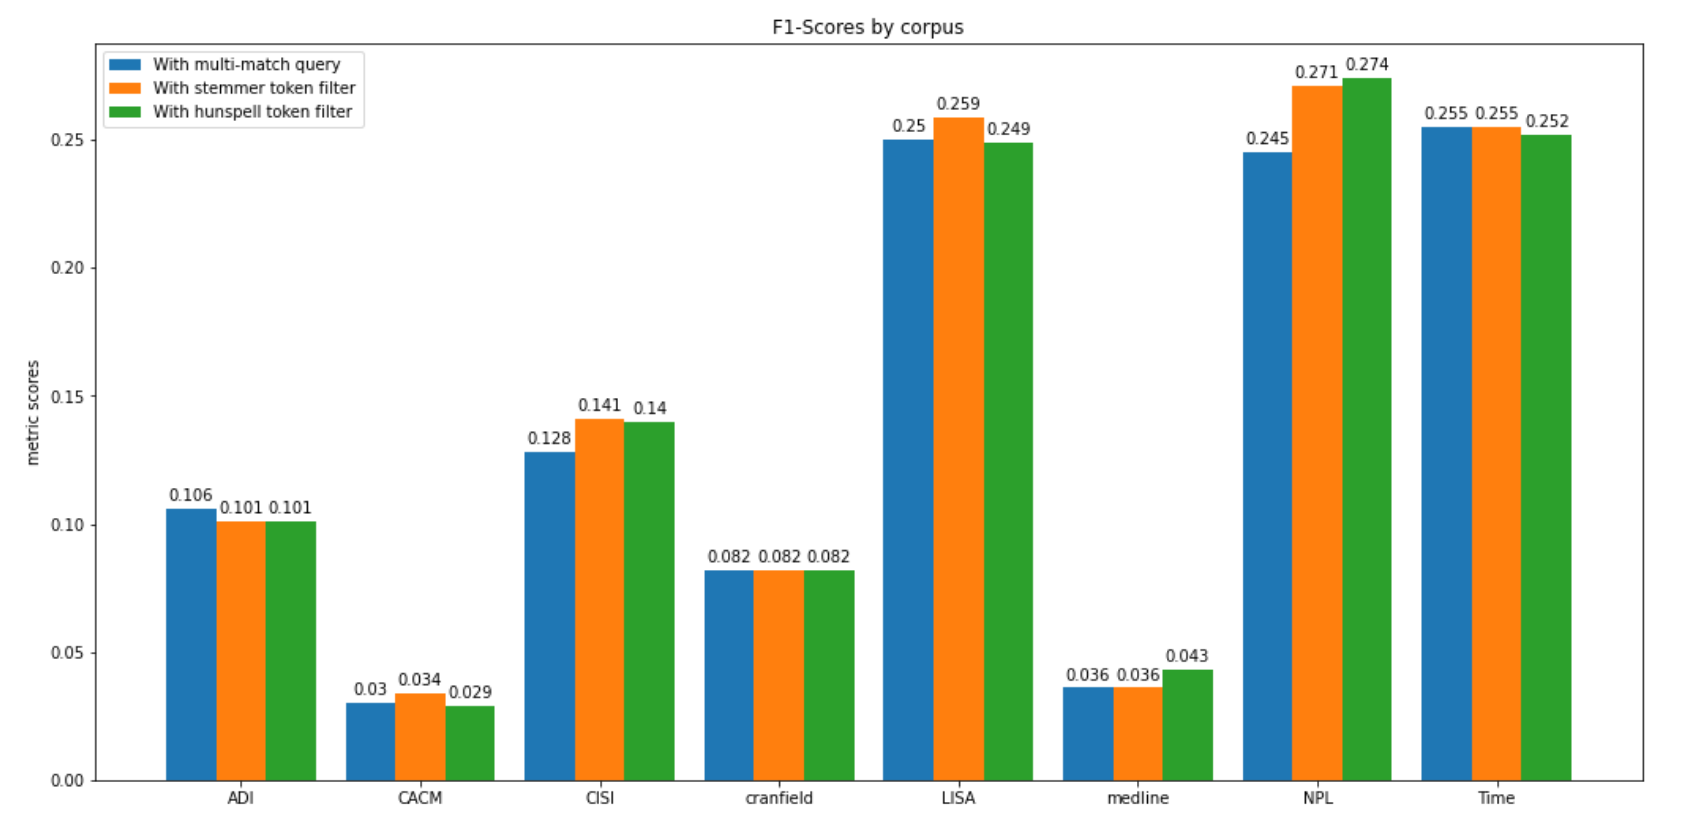 F1-Scores by corpus
With multi-match query
With stemmer token filter
With hunspell token filter
metric scores
0.25
0.20
0.15
0.10
0.05
0.00
0.106 0.101 0.101
0.03 0.034 0.029
0.128 0.141 0.14
0.082 0.082 0.082
0.25 0.259 0.249
0.036 0.036 0.043
0.245 0.271 0.274
0.255 0.255 0.252
ADI CACM CISI cranfield LISA medline NPL Time